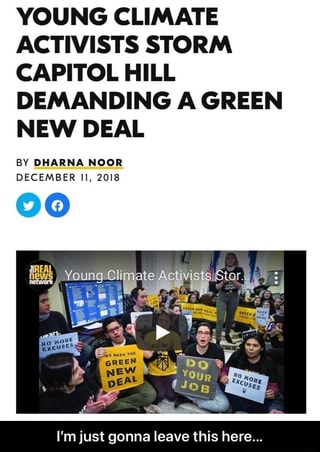 YOUNG CLIMATE
ACTIVISTS STORM
CAPITOL HILL
DEMANDING A GREEN
NEW DEAL
BY DHARNA NOOR
DECEMBER 11, 2018
the REAL
news
network
Young Climate Activists Stor...
NO MORE
EXCUSES
WE NEED THE
GREEN
NEW
DEAL
DO
YOUR
JOB
NO MORE
EXCUSES
I'm just gonna leave this here...